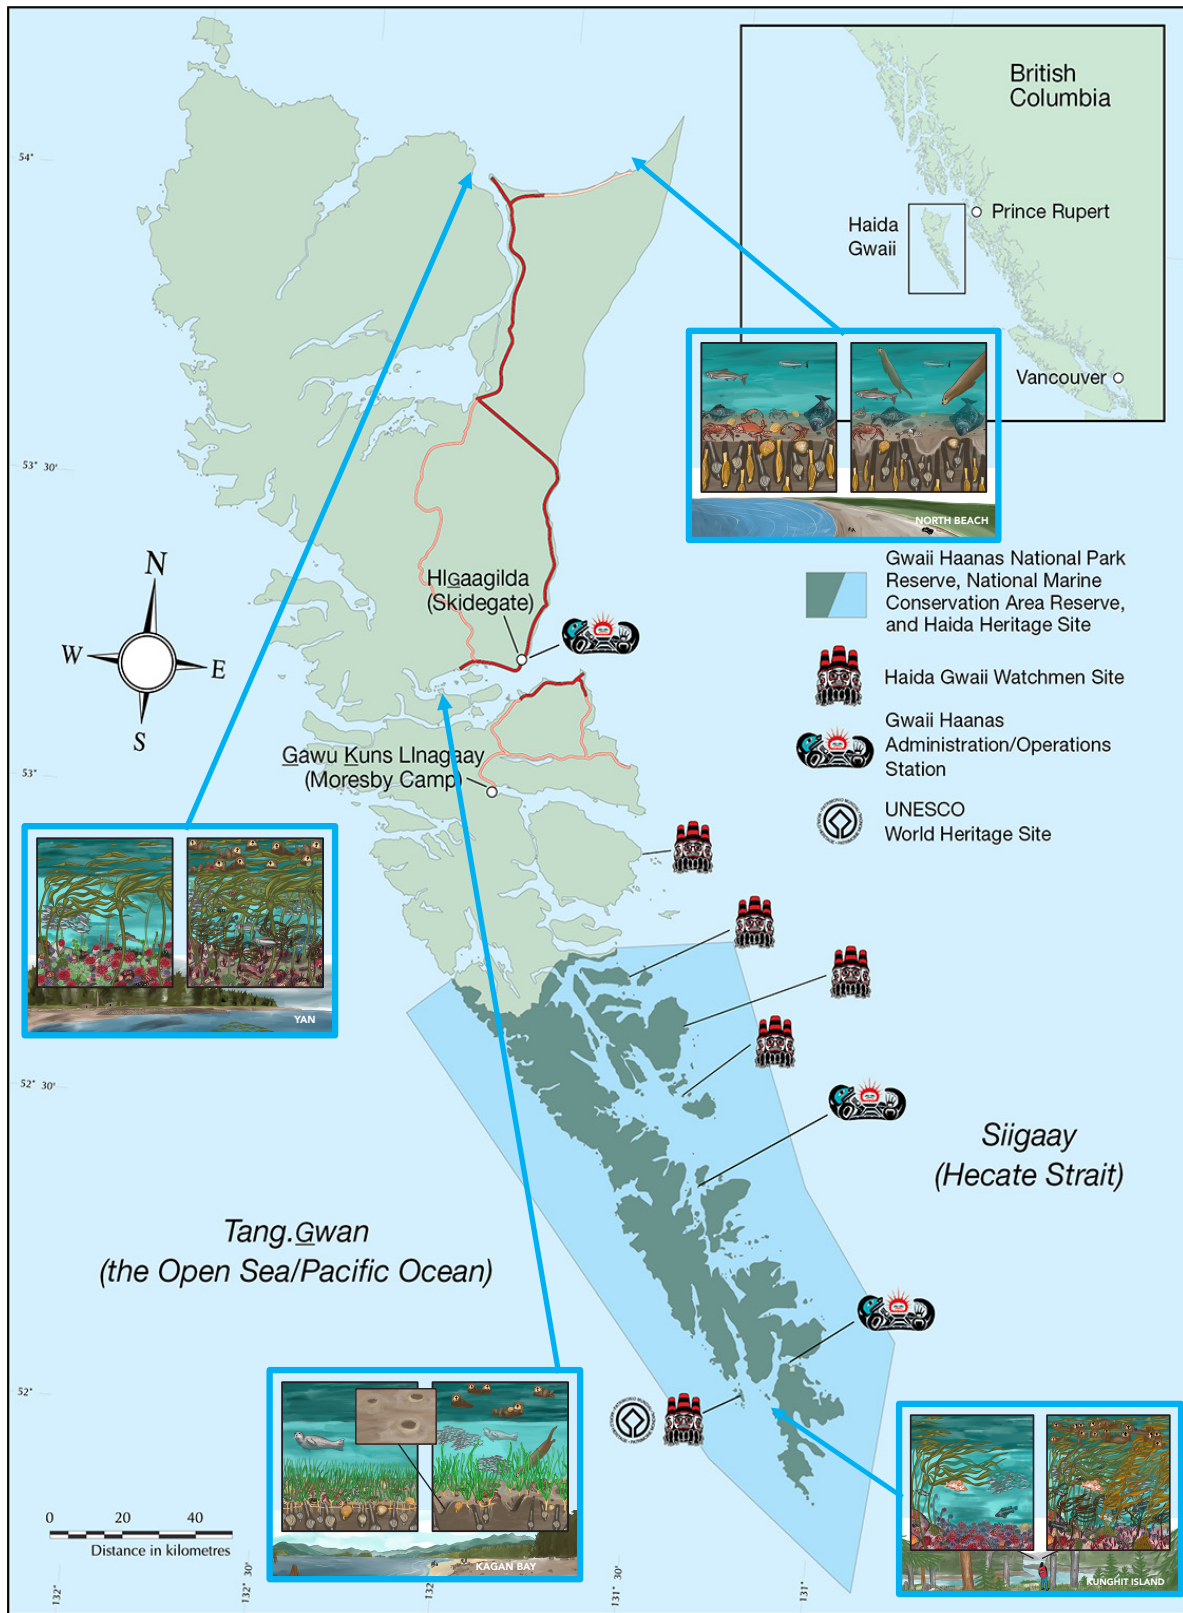 British
Columbia
Prince Rupert
Haida
Gwaii
Vancouver
54°
53° 30'
53°
52° 30'
52°
N
W
E
S
NORTH BEACH
Gwaii Haanas National Park
Reserve, National Marine
Conservation Area Reserve,
and Haida Heritage Site
Haida Gwaii Watchmen Site
Gwaii Haanas
Administration/Operations
Station
UNESCO
World Heritage Site
HlGaagilda
(Skidegate)
Gawu Kuns Llnagaay
(Moresby Camp)
YAN
Siigaay
(Hecate Strait)
Tang.Gwan
(the Open Sea/Pacific Ocean)
KAGAN BAY
KUNGHIT ISLAND
0 20 40
Distance in kilometres
132° 30'
132°
131° 30'
131°